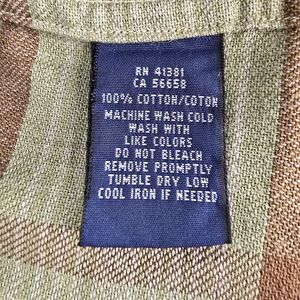 RN 41381
CA 56658
100% COTTON/COTON
MACHINE WASH COLD
WASH WITH
LIKE COLORS
DO NOT BLEACH
REMOVE PROMPTLY
TUMBLE DRY LOW
COOL IRON IF NEEDED